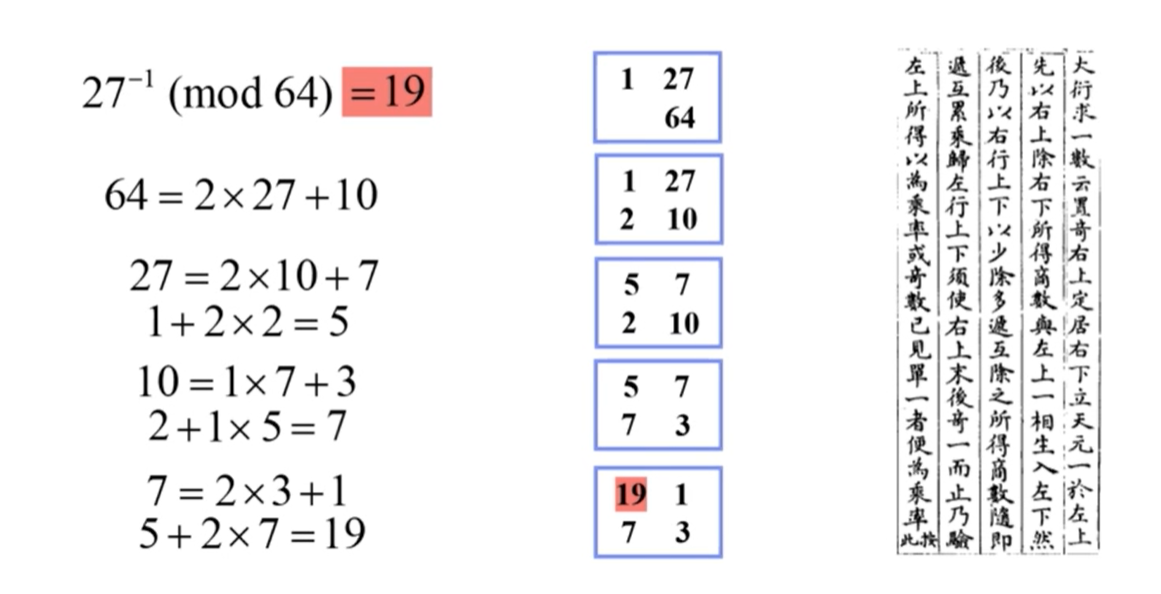 27⁻¹ (mod 64) = 19
64 = 2×27+10
27 = 2×10+7
1+2×2=5
10=1×7+3
2+1×5=7
7=2×3+1
5+2×7=19
1 27
64
1 27
2 10
5 7
2 10
5 7
7 3
19 1
7 3
大衍求一數云置奇右上定居右下立天元一於左上
先以右上除右下所得商數與左上一相生入左下然
後乃以右行上下以少除多遞互除之所得商數隨即
遞互累乘歸左行上下須使右上末後奇一而止乃驗
左上所得以為乘率或奇數已見單一者便為乘率按此